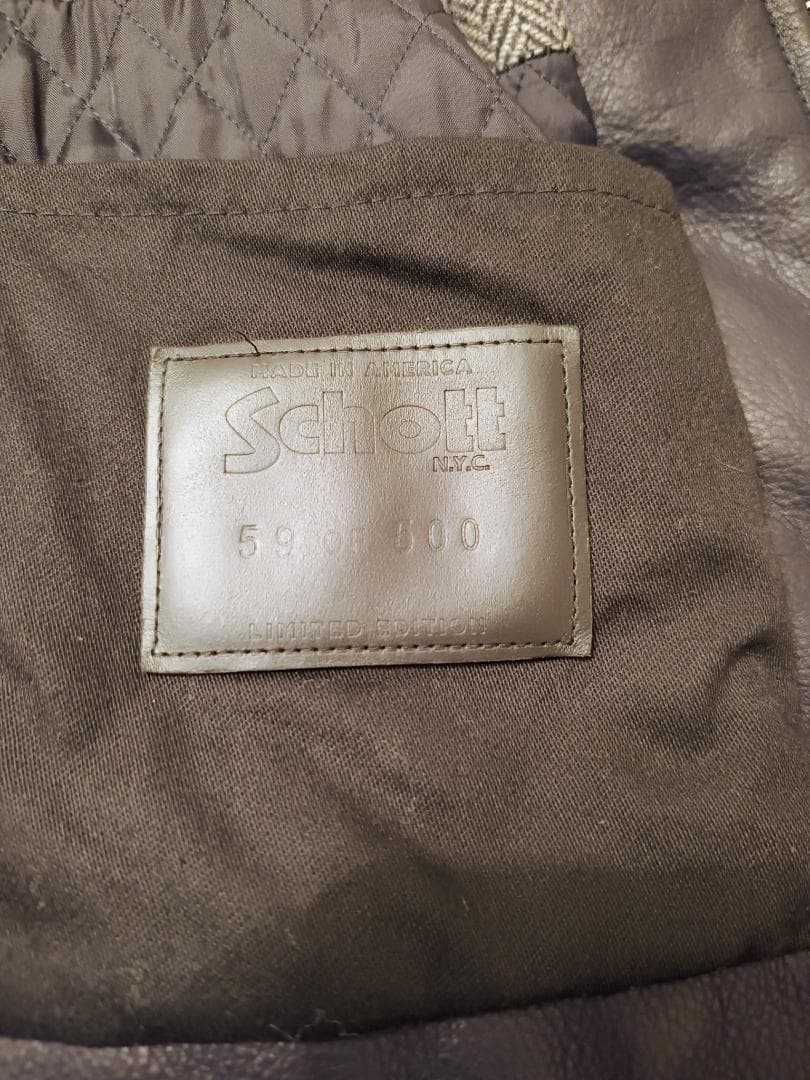 MADE IN AMERICA
Schott
N.Y.C.
59 OF 500
LIMITED EDITION